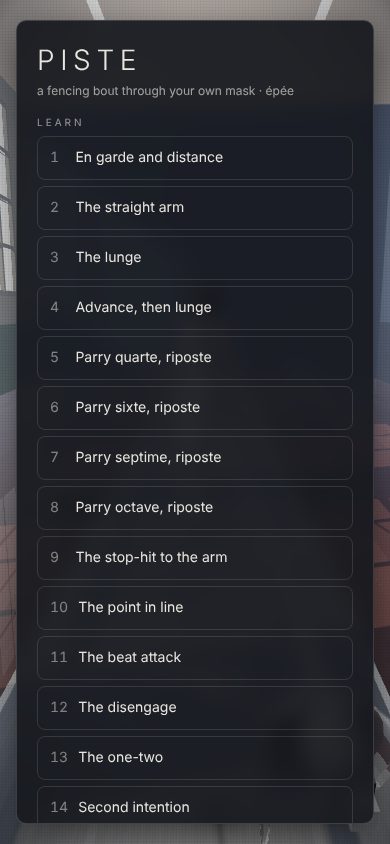 PISTE
a fencing bout through your own mask · épée
LEARN
1 En garde and distance
2 The straight arm
3 The lunge
4 Advance, then lunge
5 Parry quarte, riposte
6 Parry sixte, riposte
7 Parry septime, riposte
8 Parry octave, riposte
9 The stop-hit to the arm
10 The point in line
11 The beat attack
12 The disengage
13 The one-two
14 Second intention